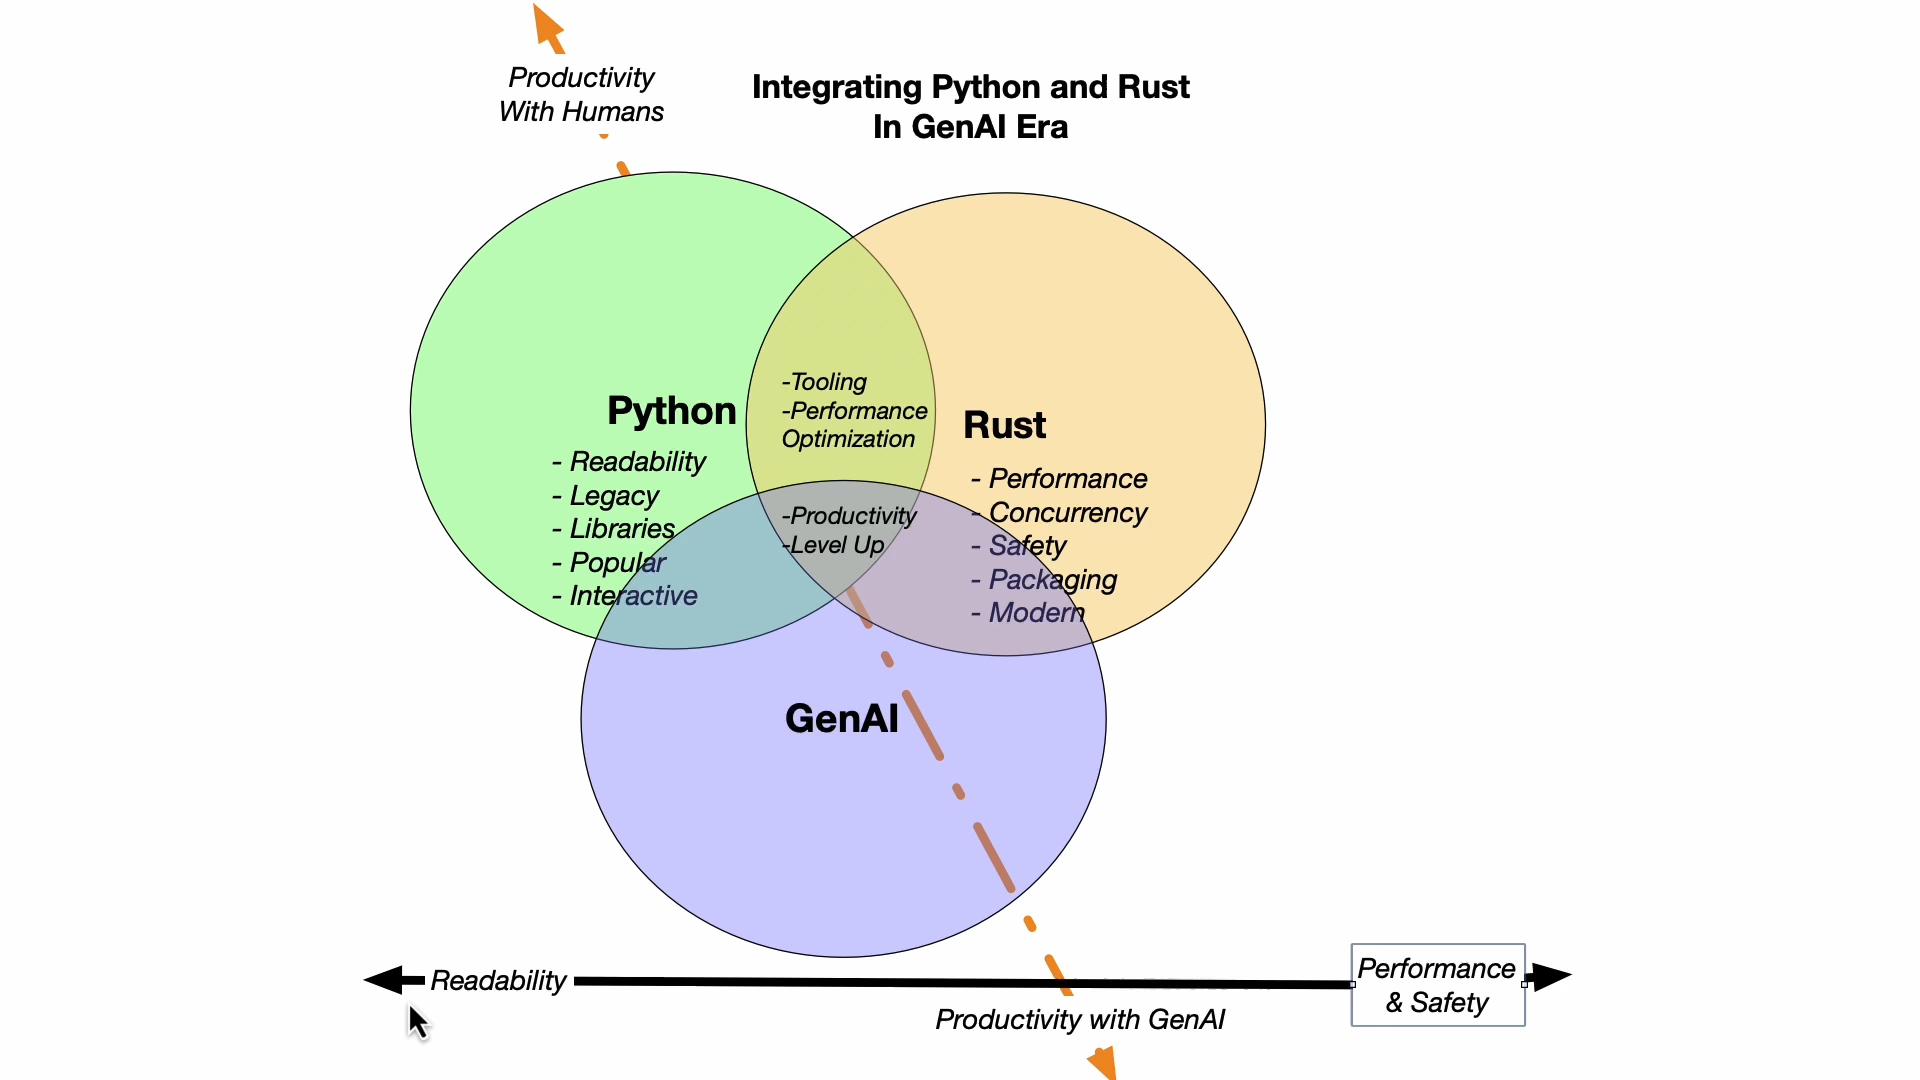 Productivity
With Humans
Integrating Python and Rust
In GenAI Era
Python
- Readability
- Legacy
- Libraries
- Popular
- Interactive
-Tooling
-Performance
Optimization
-Productivity
-Level Up
Rust
- Performance
- Concurrency
- Safety
- Packaging
- Modern
GenAI
Readability
Performance
& Safety
Productivity with GenAI